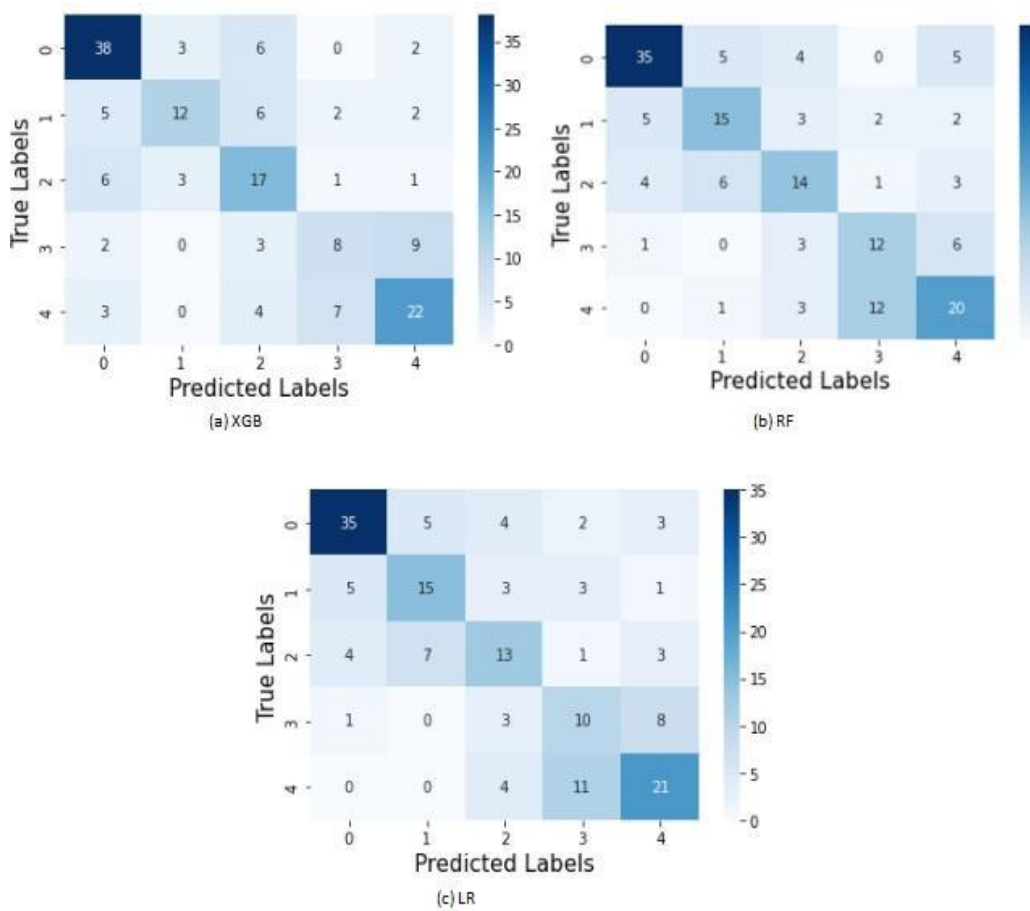 0 38 3 6 0 2
1 5 12 6 2 2
2 6 3 17 1 1
3 2 0 3 8 9
4 3 0 4 7 22
0 1 2 3 4
True Labels
Predicted Labels
35
30
25
20
15
10
5
0
(a) XGB
0 35 5 4 0 5
1 5 15 3 2 2
2 4 6 14 1 3
3 1 0 3 12 6
4 0 1 3 12 20
0 1 2 3 4
True Labels
Predicted Labels
(b) RF
0 35 5 4 2 3
1 5 15 3 3 1
2 4 7 13 1 3
3 1 0 3 10 8
4 0 0 4 11 21
0 1 2 3 4
True Labels
Predicted Labels
35
30
25
20
15
10
5
0
(c) LR